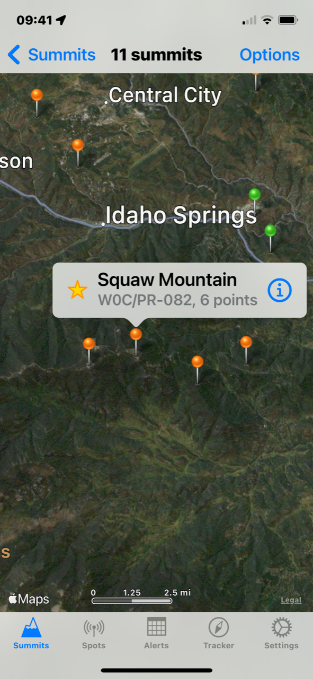 09:41
Summits
11 summits
Options
Central City
son
Idaho Springs
Squaw Mountain
W0C/PR-082, 6 points
s
Maps
0 1.25 2.5 mi
Legal
Summits
Spots
Alerts
Tracker
Settings